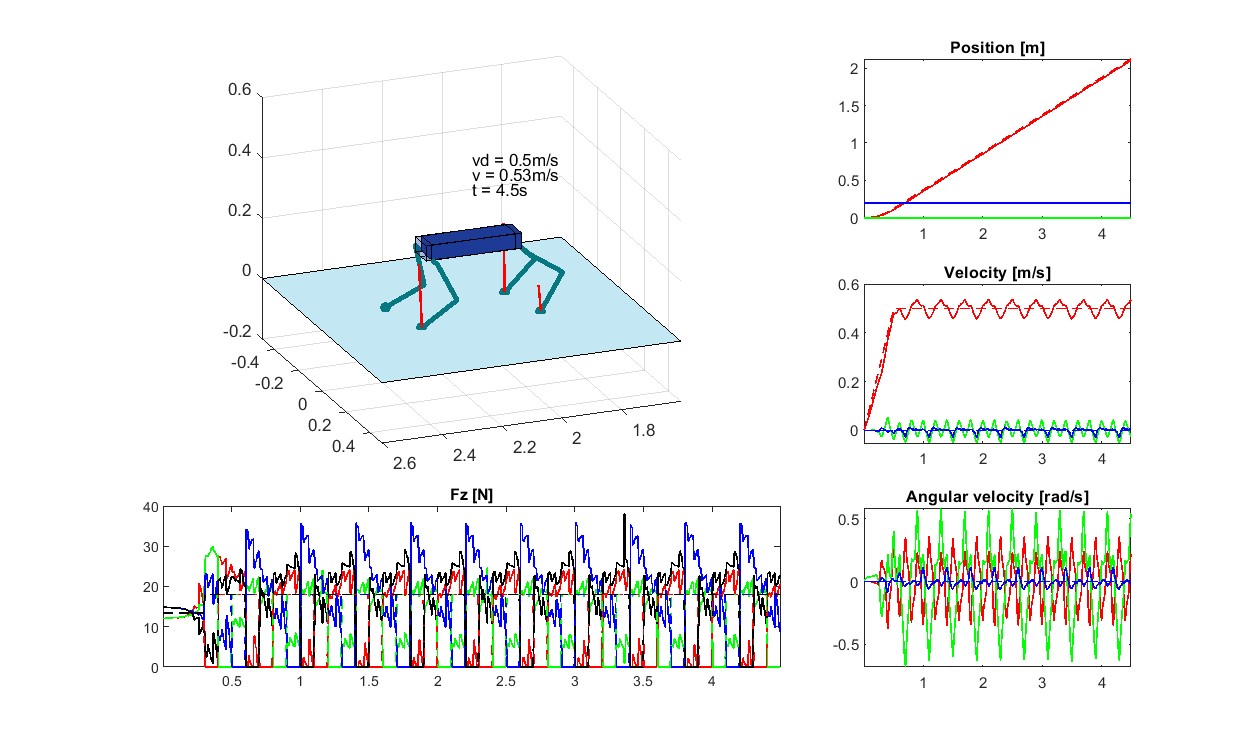 0.6
0.4
0.2
0
-0.2
-0.4
-0.2
0
0.2
0.4
2.6
2.4
2.2
2
1.8
vd = 0.5m/s
v = 0.53m/s
t = 4.5s
Position [m]
2
1.5
1
0.5
0
1 2 3 4
Velocity [m/s]
0.6
0.4
0.2
0
1 2 3 4
Fz [N]
40
30
20
10
0
0.5 1 1.5 2 2.5 3 3.5 4
Angular velocity [rad/s]
0.5
0
-0.5
1 2 3 4